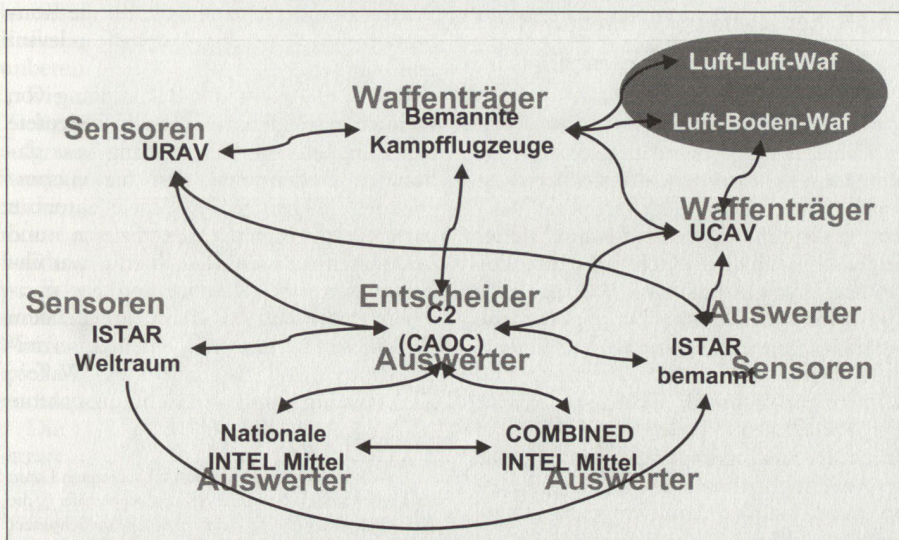 Luft-Luft-Waf
Waffenträger
Bemannte
Kampfflugzeuge
Luft-Boden-Waf
Sensoren
URAV
Waffenträger
UCAV
Entscheider
C2
(CAOC)
Auswerter
Sensoren
ISTAR
Weltraum
Auswerter
ISTAR
bemannt
Sensoren
Nationale
INTEL Mittel
Auswerter
COMBINED
INTEL Mittel
Auswerter